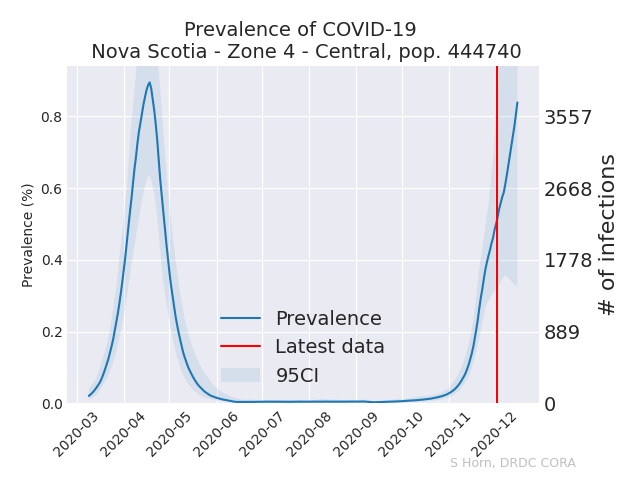 Prevalence of COVID-19
Nova Scotia - Zone 4 - Central, pop. 444740
Prevalence (%)
0.8
0.6
0.4
0.2
0.0
3557
2668
1778
889
0
# of infections
Prevalence
Latest data
95CI
2020-03
2020-04
2020-05
2020-06
2020-07
2020-08
2020-09
2020-10
2020-11
2020-12
S Horn, DRDC CORA